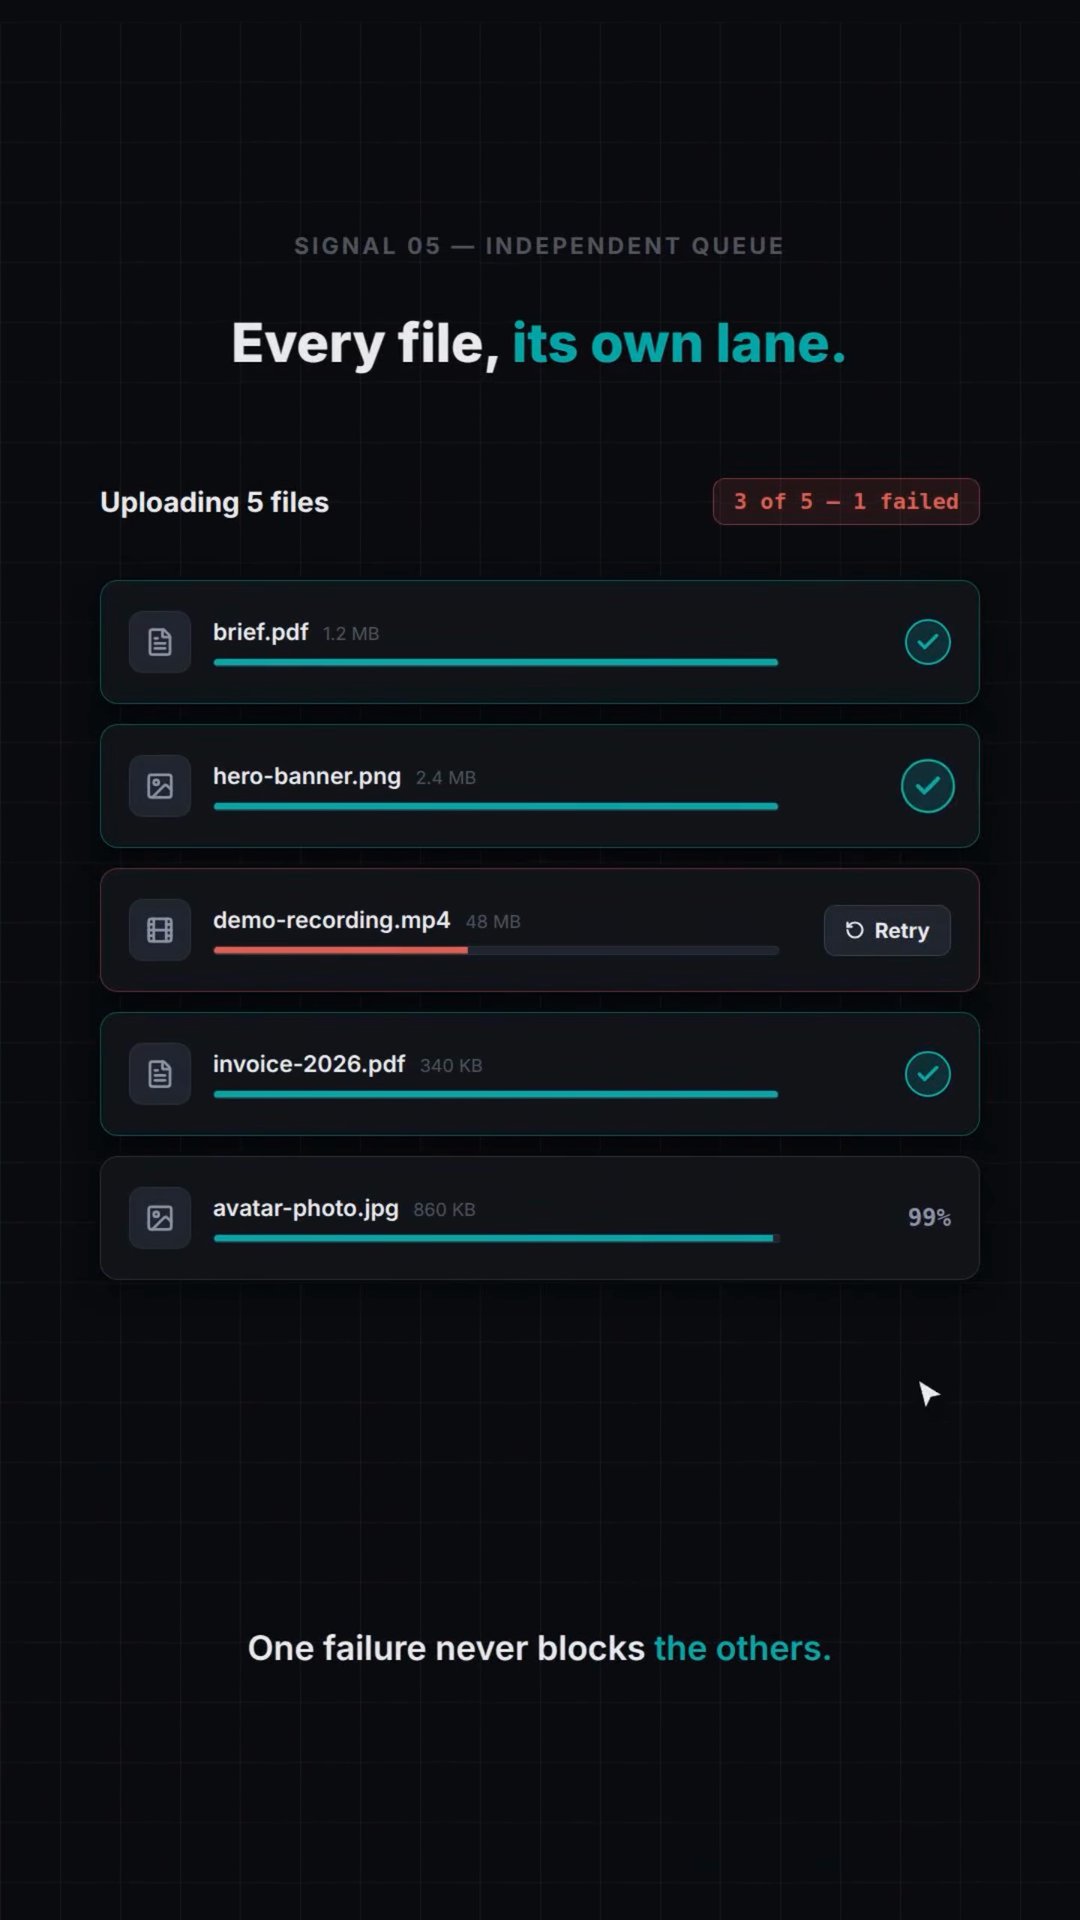 SIGNAL 05 — INDEPENDENT QUEUE
Every file, its own lane.
Uploading 5 files
3 of 5 — 1 failed
brief.pdf 1.2 MB
hero-banner.png 2.4 MB
demo-recording.mp4 48 MB
Retry
invoice-2026.pdf 340 KB
avatar-photo.jpg 860 KB
99%
One failure never blocks the others.